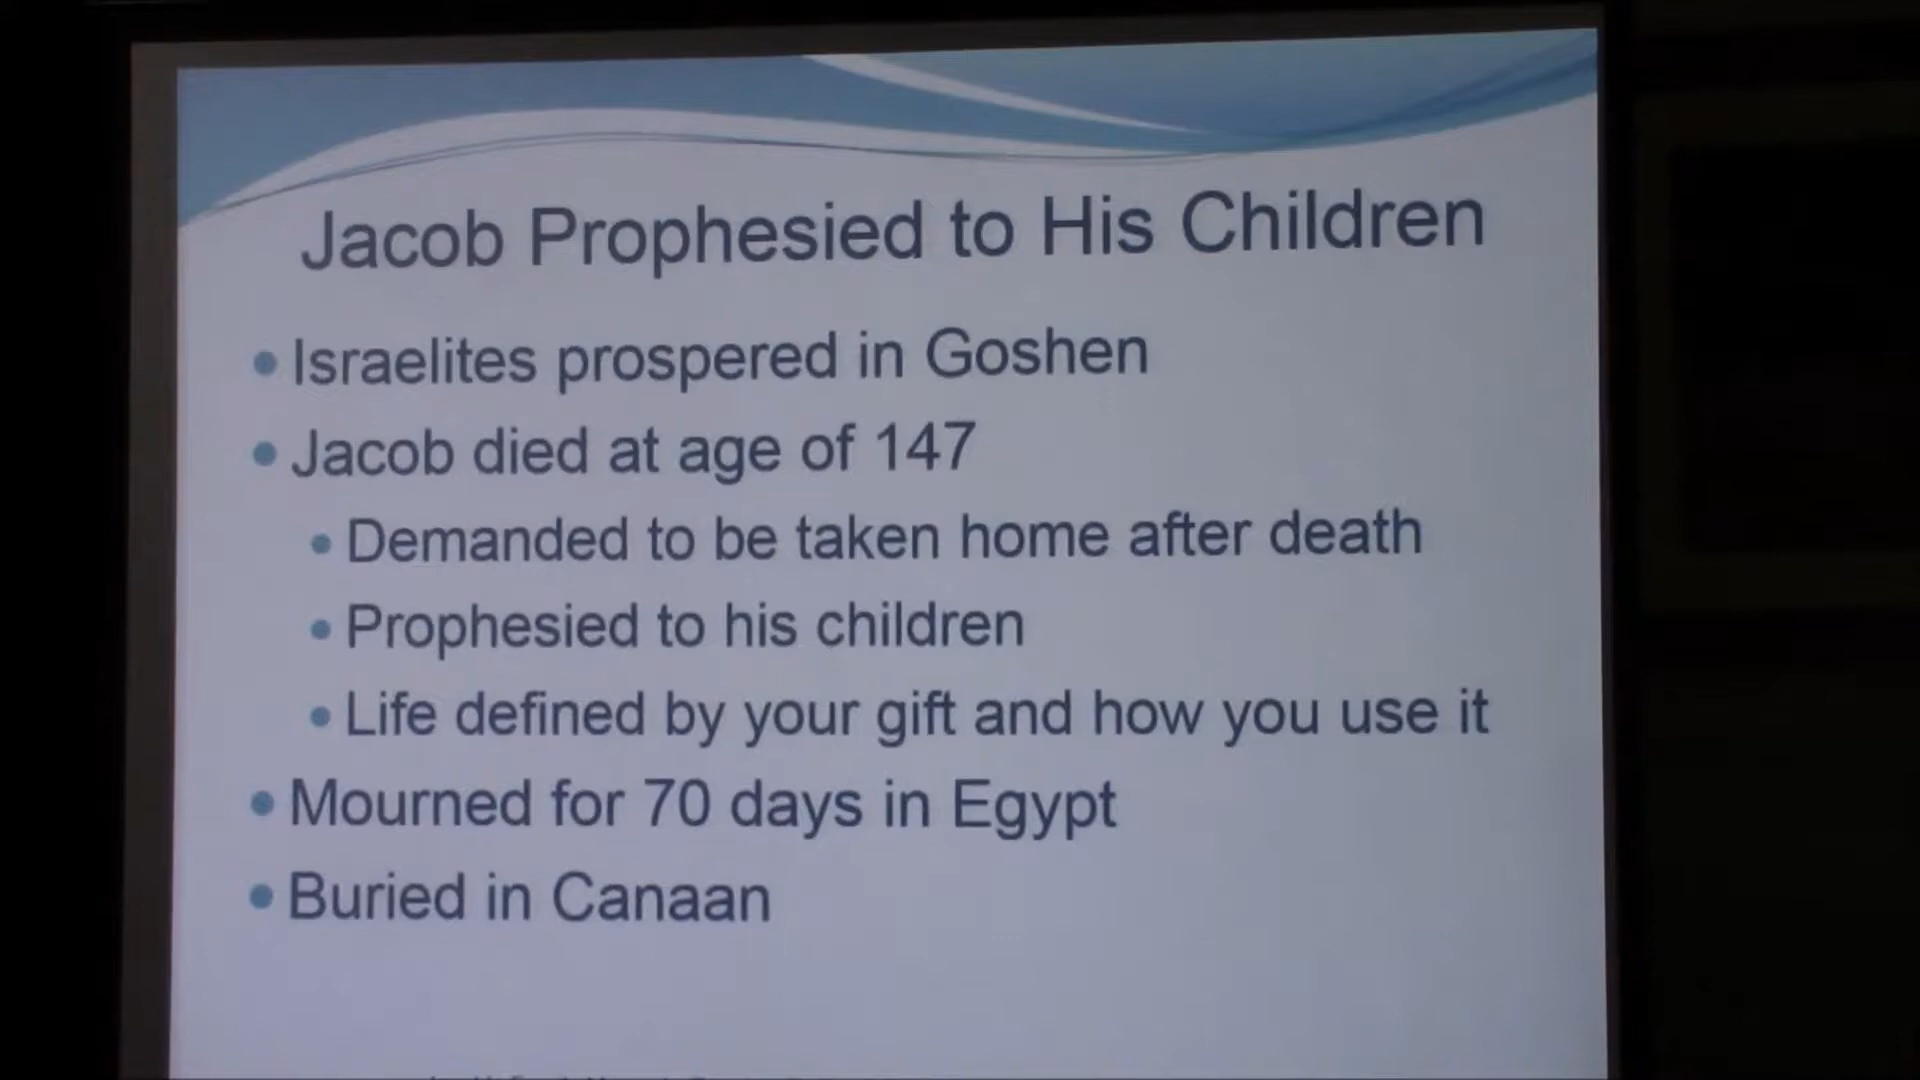 Jacob Prophesied to His Children
• Israelites prospered in Goshen
• Jacob died at age of 147
• Demanded to be taken home after death
• Prophesied to his children
• Life defined by your gift and how you use it
• Mourned for 70 days in Egypt
• Buried in Canaan